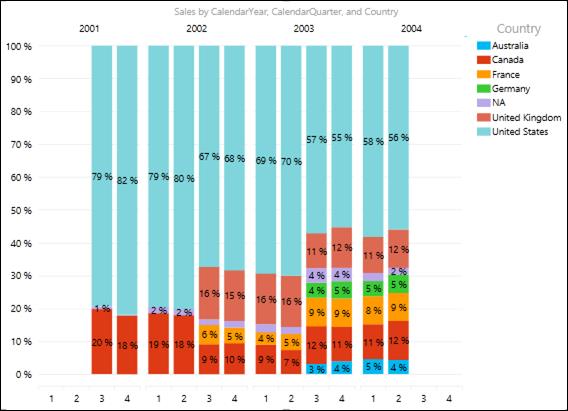 Sales by CalendarYear, CalendarQuarter, and Country
2001 2002 2003 2004
Country
Australia
Canada
France
Germany
NA
United Kingdom
United States
100 %
90 %
80 %
70 %
60 %
50 %
40 %
30 %
20 %
10 %
0 %
79 % 82 % 79 % 80 % 67 % 68 % 69 % 70 % 57 % 55 % 58 % 56 %
16 % 15 % 16 % 16 % 11 % 12 % 11 % 12 %
1 % 2 % 2 % 4 % 4 % 2 %
4 % 5 % 5 % 5 %
6 % 5 % 4 % 5 % 9 % 9 % 8 % 9 %
20 % 18 % 19 % 18 % 9 % 10 % 9 % 7 % 12 % 11 % 11 % 12 %
3 % 4 % 5 % 4 %
1 2 3 4 1 2 3 4 1 2 3 4 1 2 3 4